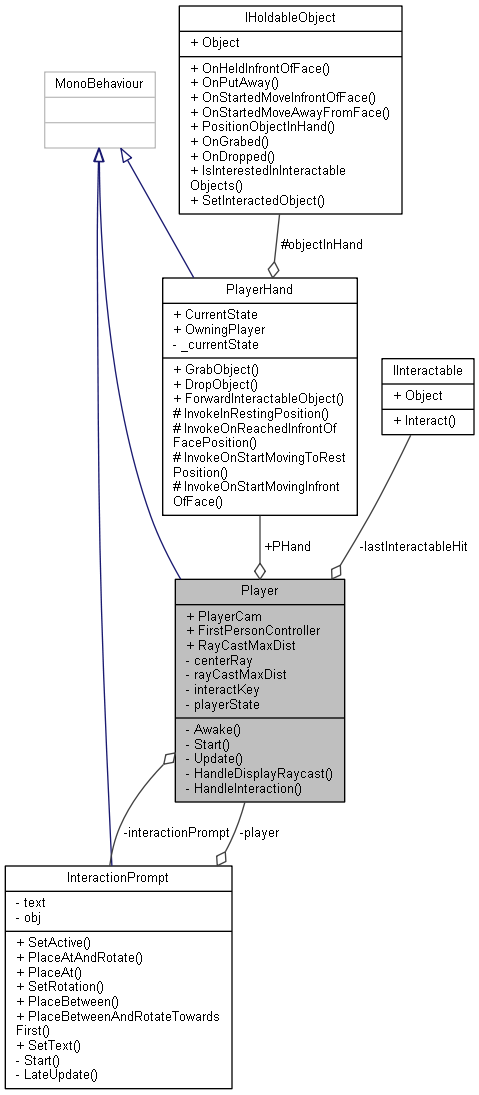 IHoldableObject
+ Object
+ OnHeldInfrontOfFace()
+ OnPutAway()
+ OnStartedMoveInfrontOfFace()
+ OnStartedMoveAwayFromFace()
+ PositionObjectInHand()
+ OnGrabed()
+ OnDropped()
+ IsInterestedInInteractable
Objects()
+ SetInteractedObject()
MonoBehaviour
#objectInHand
PlayerHand
+ CurrentState
+ OwningPlayer
- _currentState
+ GrabObject()
+ DropObject()
+ ForwardInteractableObject()
# InvokeInRestingPosition()
# InvokeOnReachedInfrontOf
FacePosition()
# InvokeOnStartMovingToRest
Position()
# InvokeOnStartMovingInfront
OfFace()
IInteractable
+ Object
+ Interact()
+PHand
-lastInteractableHit
Player
+ PlayerCam
+ FirstPersonController
+ RayCastMaxDist
- centerRay
- rayCastMaxDist
- interactKey
- playerState
- Awake()
- Start()
- Update()
- HandleDisplayRaycast()
- HandleInteraction()
-interactionPrompt
-player
InteractionPrompt
- text
- obj
+ SetActive()
+ PlaceAtAndRotate()
+ PlaceAt()
+ SetRotation()
+ PlaceBetween()
+ PlaceBetweenAndRotateTowards
First()
+ SetText()
- Start()
- LateUpdate()